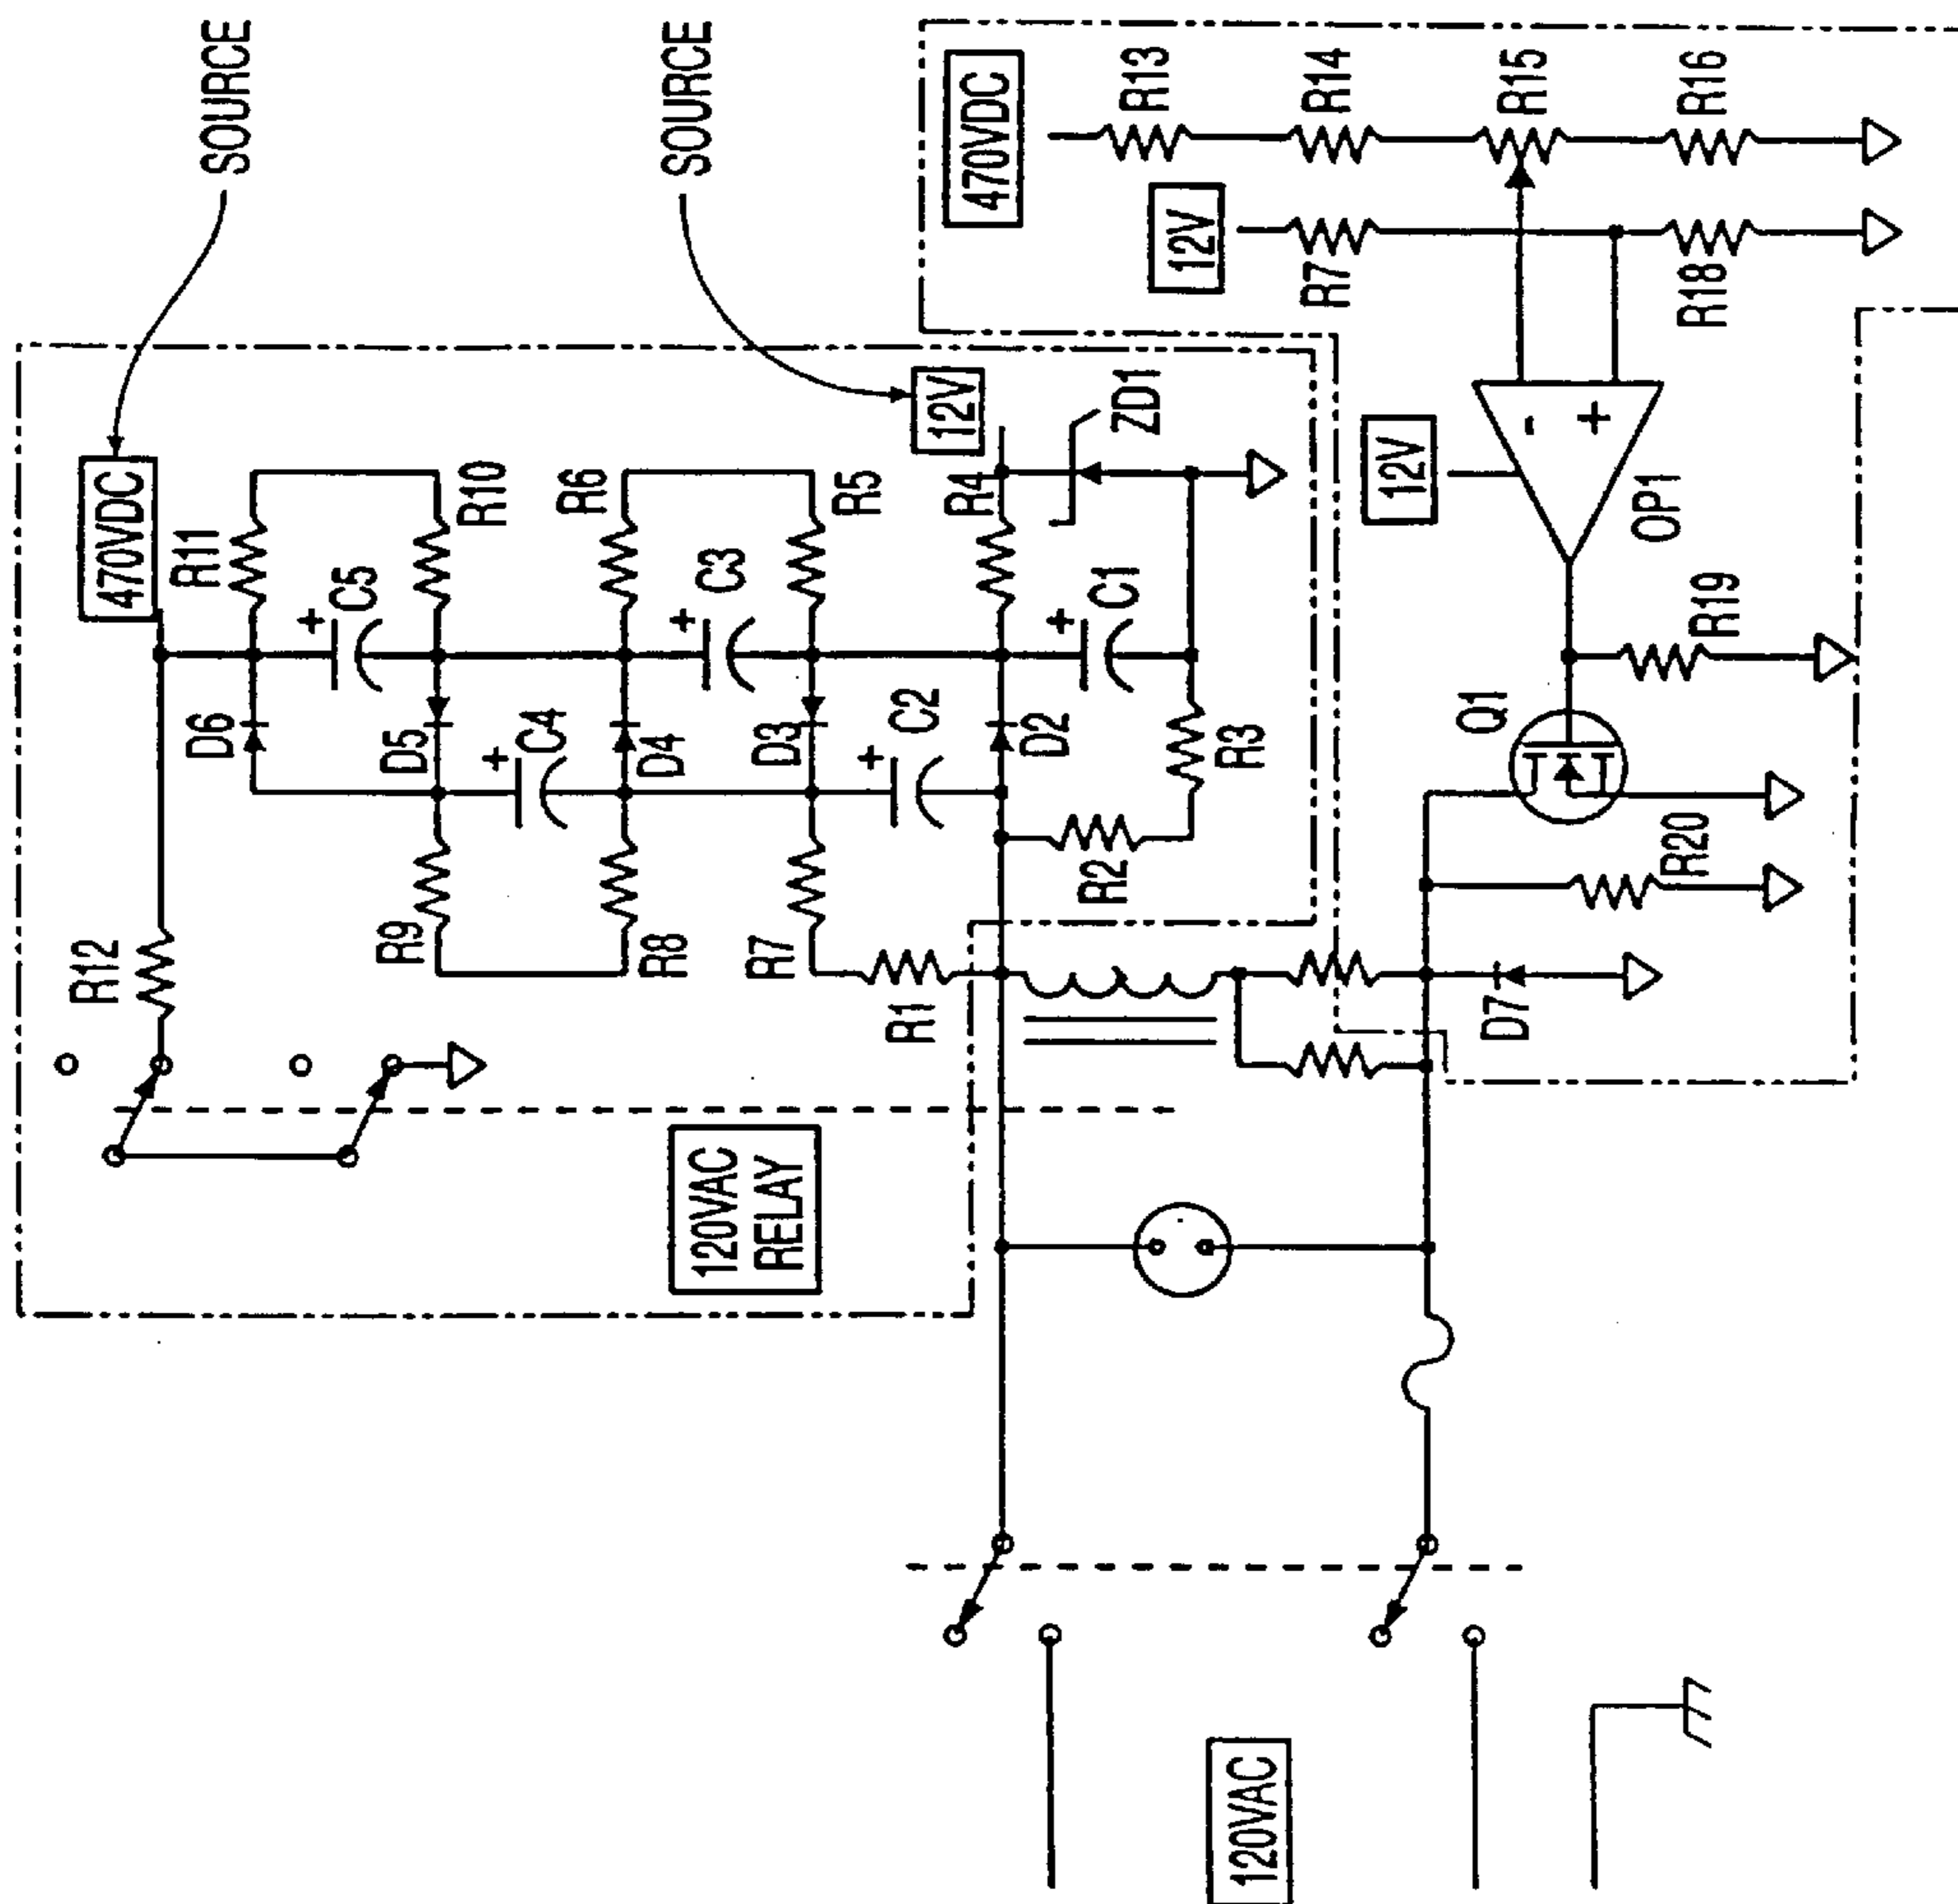 SOURCE
SOURCE
470VDC
R11
R10
C5
R6
R5
C3
12V
R4
ZD1
C1
D6
D5
C4
D4
D3
C2
D2
R3
R2
R12
R9
R8
R7
R1
120VAC
RELAY
470VDC
R13
R14
R15
R16
12V
R7
R18
12V
-
+
OP1
R19
Q1
R20
D7
120VAC
+
+
+
+
+